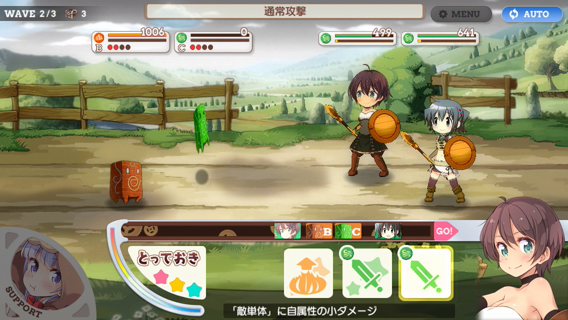 WAVE 2/3 3
通常攻撃
MENU
AUTO
B 1006
C 0
499
641
B
C
GO!
とっておき
SUPPORT
「敵単体」に自属性の小ダメージ